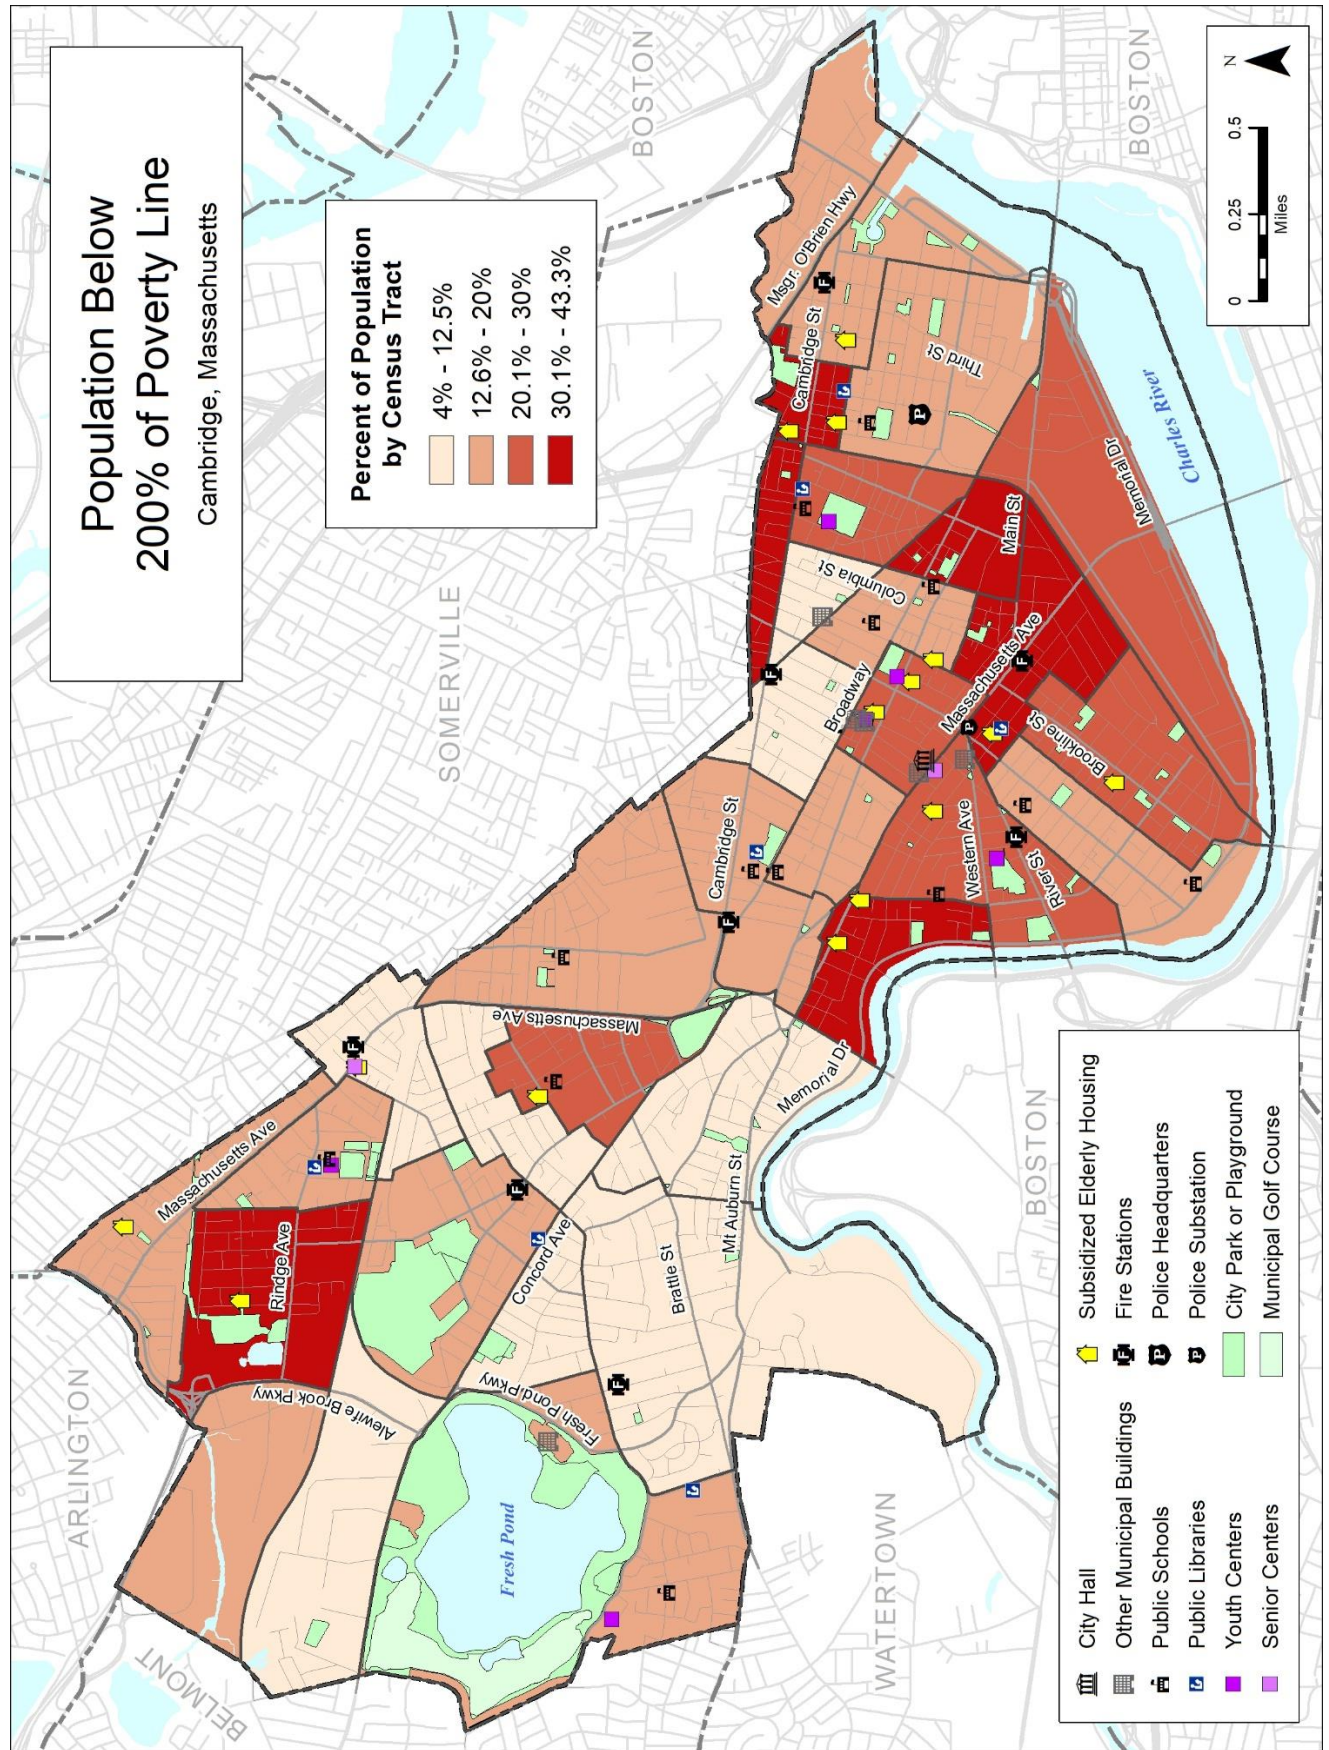 Population Below
200% of Poverty Line
Cambridge, Massachusetts
Percent of Population
by Census Tract
4% - 12.5%
12.6% - 20%
20.1% - 30%
30.1% - 43.3%
ARLINGTON
BELMONT
SOMERVILLE
BOSTON
BOSTON
BOSTON
WATERTOWN
Massachusetts Ave
Rindge Ave
Alewife Brook Pkwy
Concord Ave
Fresh Pond Pkwy
Fresh Pond
Brattle St
Mt Auburn St
Memorial Dr
Massachusetts Ave
Cambridge St
Broadway
Columbia St
Cambridge St
Msgr. O'Brien Hwy
Third St
Main St
Massachusetts Ave
Western Ave
River St
Brookline St
Memorial Dr
Charles River
City Hall
Other Municipal Buildings
Public Schools
Public Libraries
Youth Centers
Senior Centers
Subsidized Elderly Housing
F Fire Stations
P Police Headquarters
P Police Substation
City Park or Playground
Municipal Golf Course
N
0 0.25 0.5
Miles